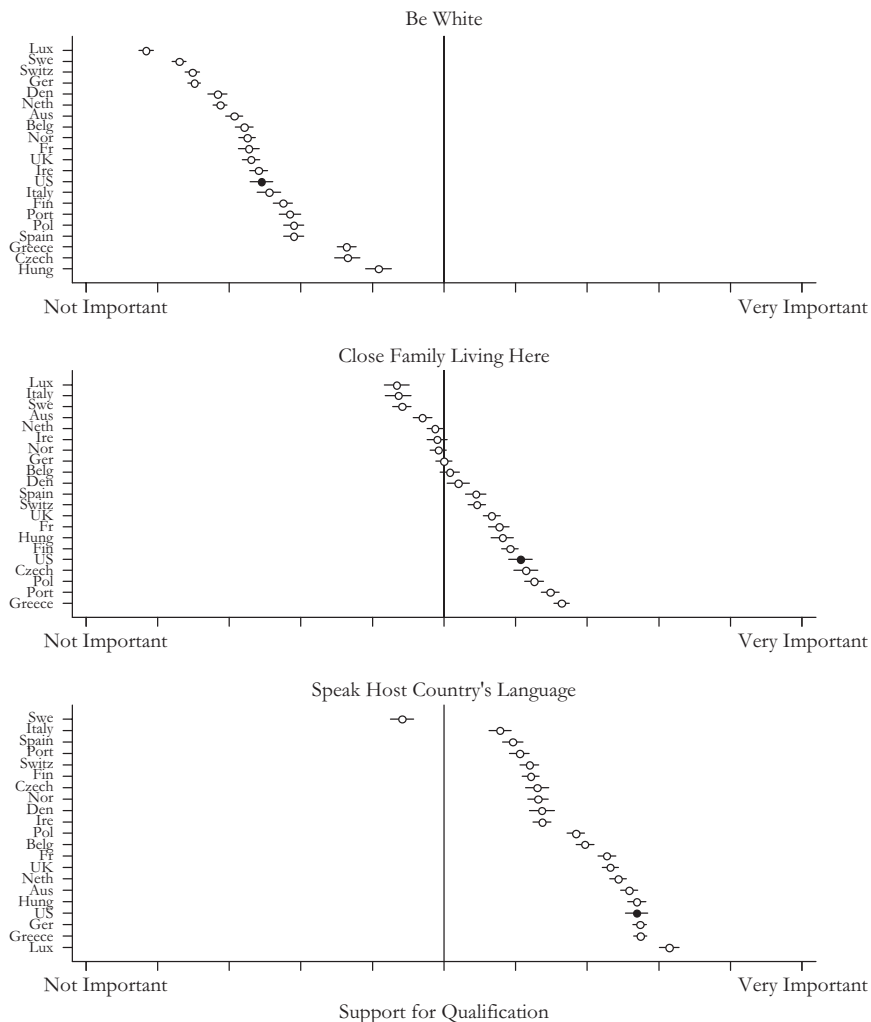 Be White
Lux
Swe
Switz
Ger
Den
Neth
Aus
Belg
Nor
Fr
UK
Ire
US
Italy
Fin
Port
Pol
Spain
Greece
Czech
Hung
Not Important Very Important
Close Family Living Here
Lux
Italy
Swe
Aus
Neth
Ire
Nor
Ger
Belg
Den
Spain
Switz
UK
Fr
Hung
Fin
US
Czech
Pol
Port
Greece
Not Important Very Important
Speak Host Country's Language
Swe
Italy
Spain
Port
Switz
Fin
Czech
Nor
Den
Ire
Pol
Belg
Fr
UK
Neth
Aus
Hung
US
Ger
Greece
Lux
Not Important Very Important
Support for Qualification